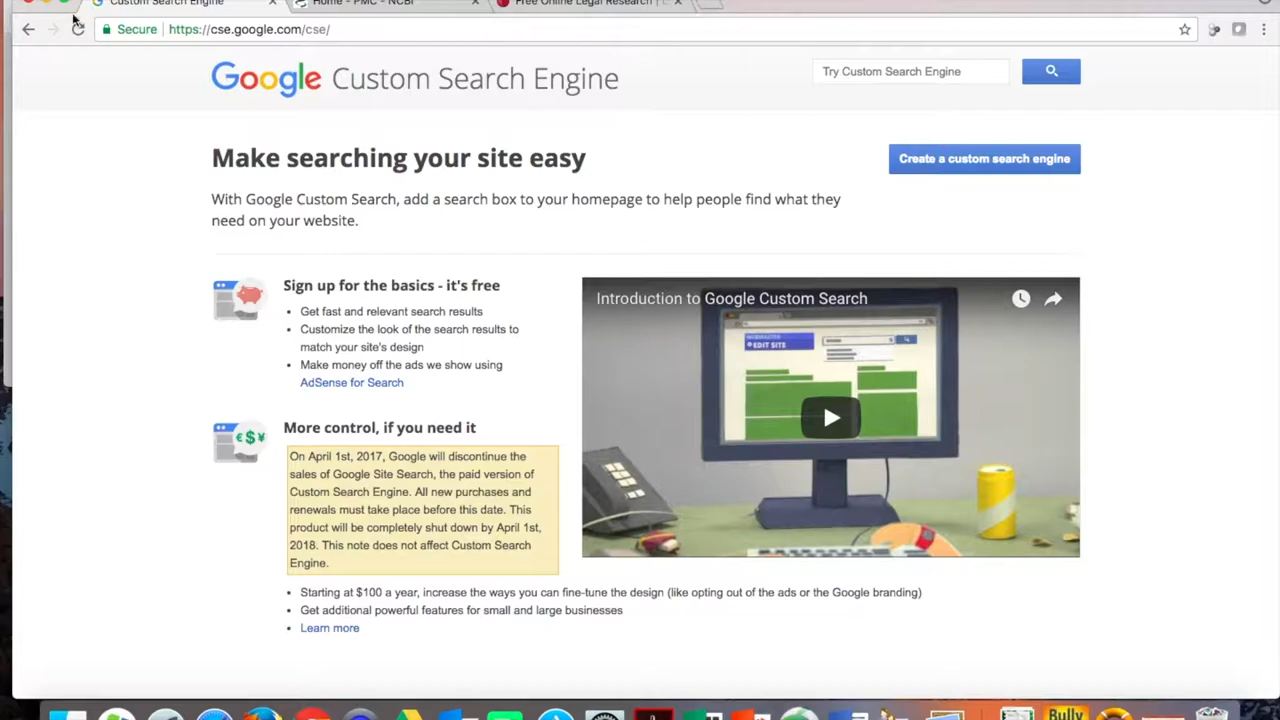 Custom Search Engine
Home - PMC - NCBI
Free Online Legal Research |
Secure
https://cse.google.com/cse/
Google Custom Search Engine
Try Custom Search Engine
Make searching your site easy
Create a custom search engine
With Google Custom Search, add a search box to your homepage to help people find what they
need on your website.
Sign up for the basics - it's free
Get fast and relevant search results
Customize the look of the search results to
match your site's design
Make money off the ads we show using
AdSense for Search
Introduction to Google Custom Search
EDIT SITE
More control, if you need it
On April 1st, 2017, Google will discontinue the
sales of Google Site Search, the paid version of
Custom Search Engine. All new purchases and
renewals must take place before this date. This
product will be completely shut down by April 1st,
2018. This note does not affect Custom Search
Engine.
Starting at $100 a year, increase the ways you can fine-tune the design (like opting out of the ads or the Google branding)
Get additional powerful features for small and large businesses
Learn more
Bully